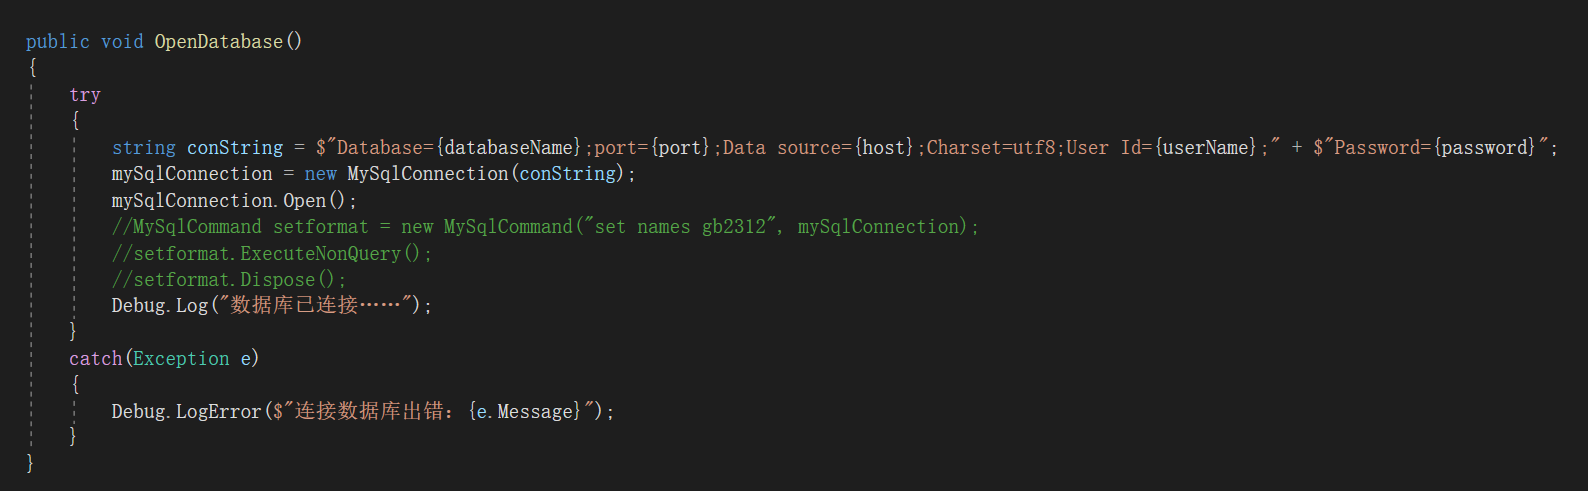 public void OpenDatabase()
{
try
{
string conString = $"Database={databaseName};port={port};Data source={host};Charset=utf8;User Id={userName};" + $"Password={password}";
mySqlConnection = new MySqlConnection(conString);
mySqlConnection.Open();
//MySqlCommand setformat = new MySqlCommand("set names gb2312", mySqlConnection);
//setformat.ExecuteNonQuery();
//setformat.Dispose();
Debug.Log("数据库已连接……");
}
catch(Exception e)
{
Debug.LogError($"连接数据库出错：{e.Message}");
}
}